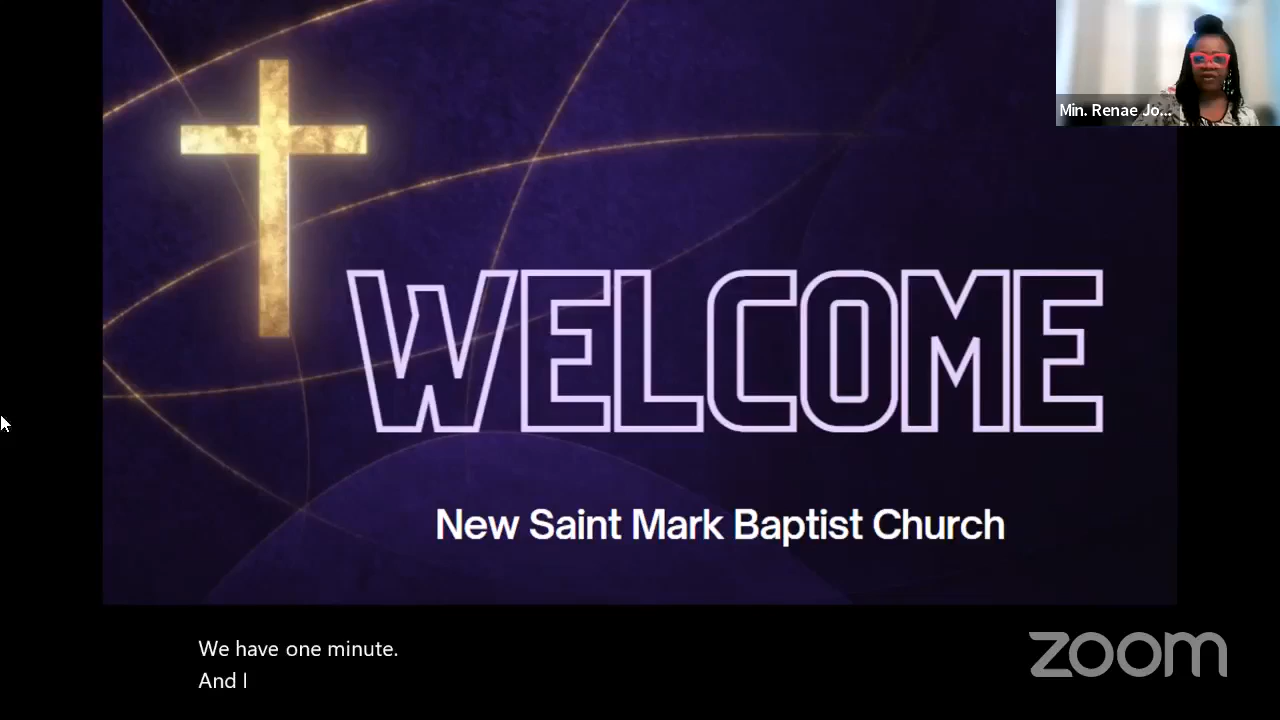 Min. Renae Jo...
WELCOME
New Saint Mark Baptist Church
We have one minute.
And I
zoom